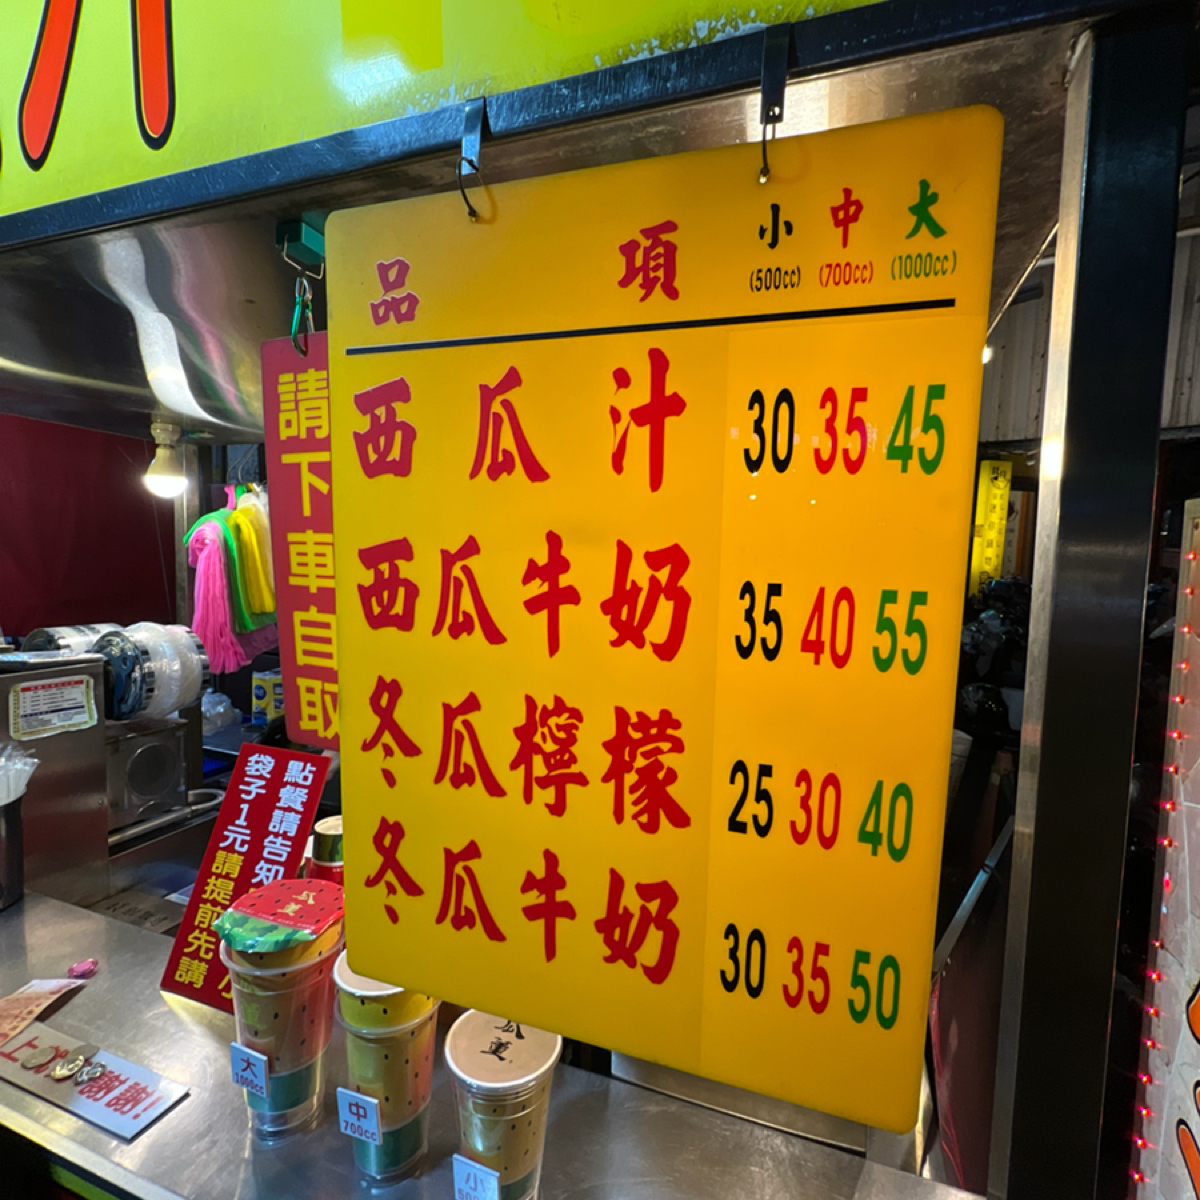 品項 小 中 大
(500cc) (700cc) (1000cc)
西瓜汁 30 35 45
西瓜牛奶 35 40 55
冬瓜檸檬 25 30 40
冬瓜牛奶 30 35 50
請下車自取
點餐請告知
袋子1元請提前先講
大
1000cc
中
700cc
小
謝謝!